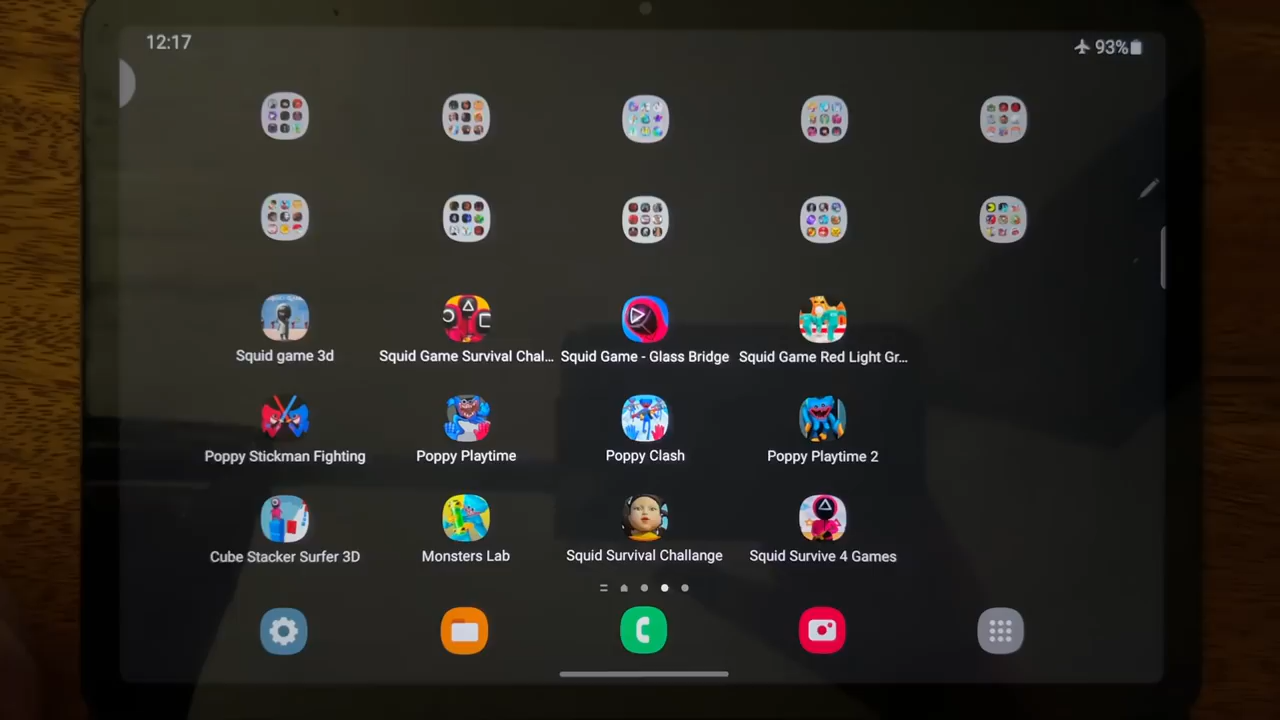 12:17
93%
Squid game 3d
Squid Game Survival Chal...
Squid Game - Glass Bridge
Squid Game Red Light Gr...
Poppy Stickman Fighting
Poppy Playtime
Poppy Clash
Poppy Playtime 2
Cube Stacker Surfer 3D
Monsters Lab
Squid Survival Challange
Squid Survive 4 Games